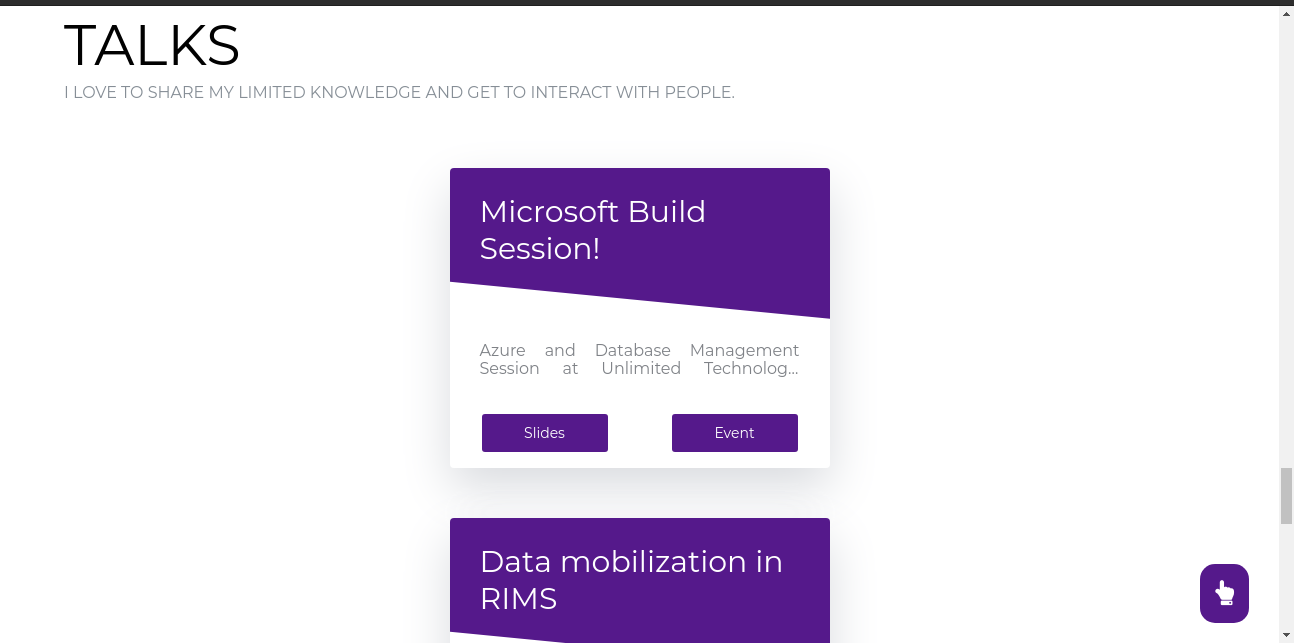 TALKS
I LOVE TO SHARE MY LIMITED KNOWLEDGE AND GET TO INTERACT WITH PEOPLE.
Microsoft Build
Session!
Azure and Database Management
Session at Unlimited Technolog...
Slides
Event
Data mobilization in
RIMS